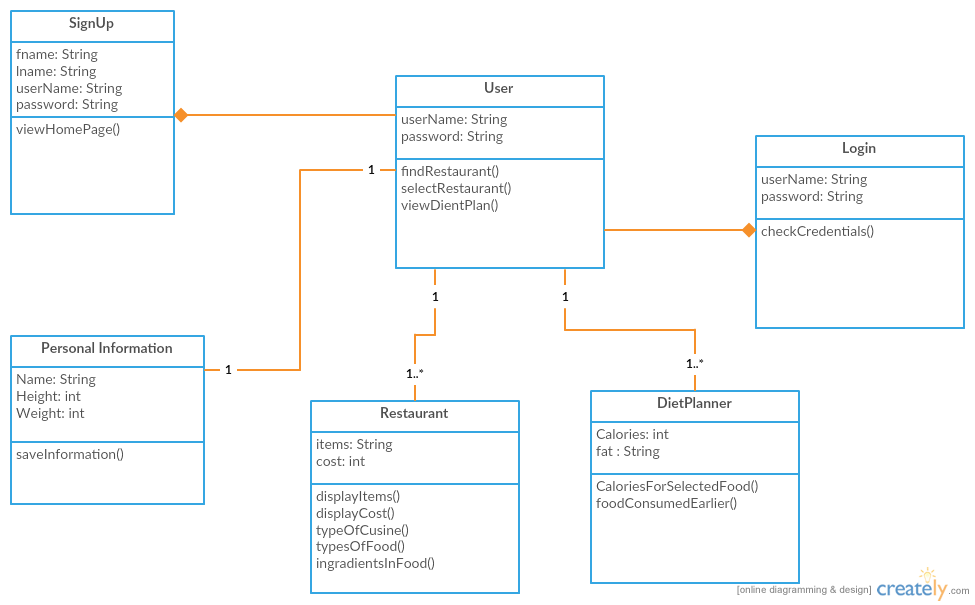 SignUp
fname: String
lname: String
userName: String
password: String
viewHomePage()
User
userName: String
password: String
findRestaurant()
selectRestaurant()
viewDientPlan()
Login
userName: String
password: String
checkCredentials()
1
1
1
1
1..*
1..*
Personal Information
Name: String
Height: int
Weight: int
saveInformation()
Restaurant
items: String
cost: int
displayItems()
displayCost()
typeOfCusine()
typesOfFood()
ingradientsInFood()
DietPlanner
Calories: int
fat : String
CaloriesForSelectedFood()
foodConsumedEarlier()
[online diagramming & design] creately.com